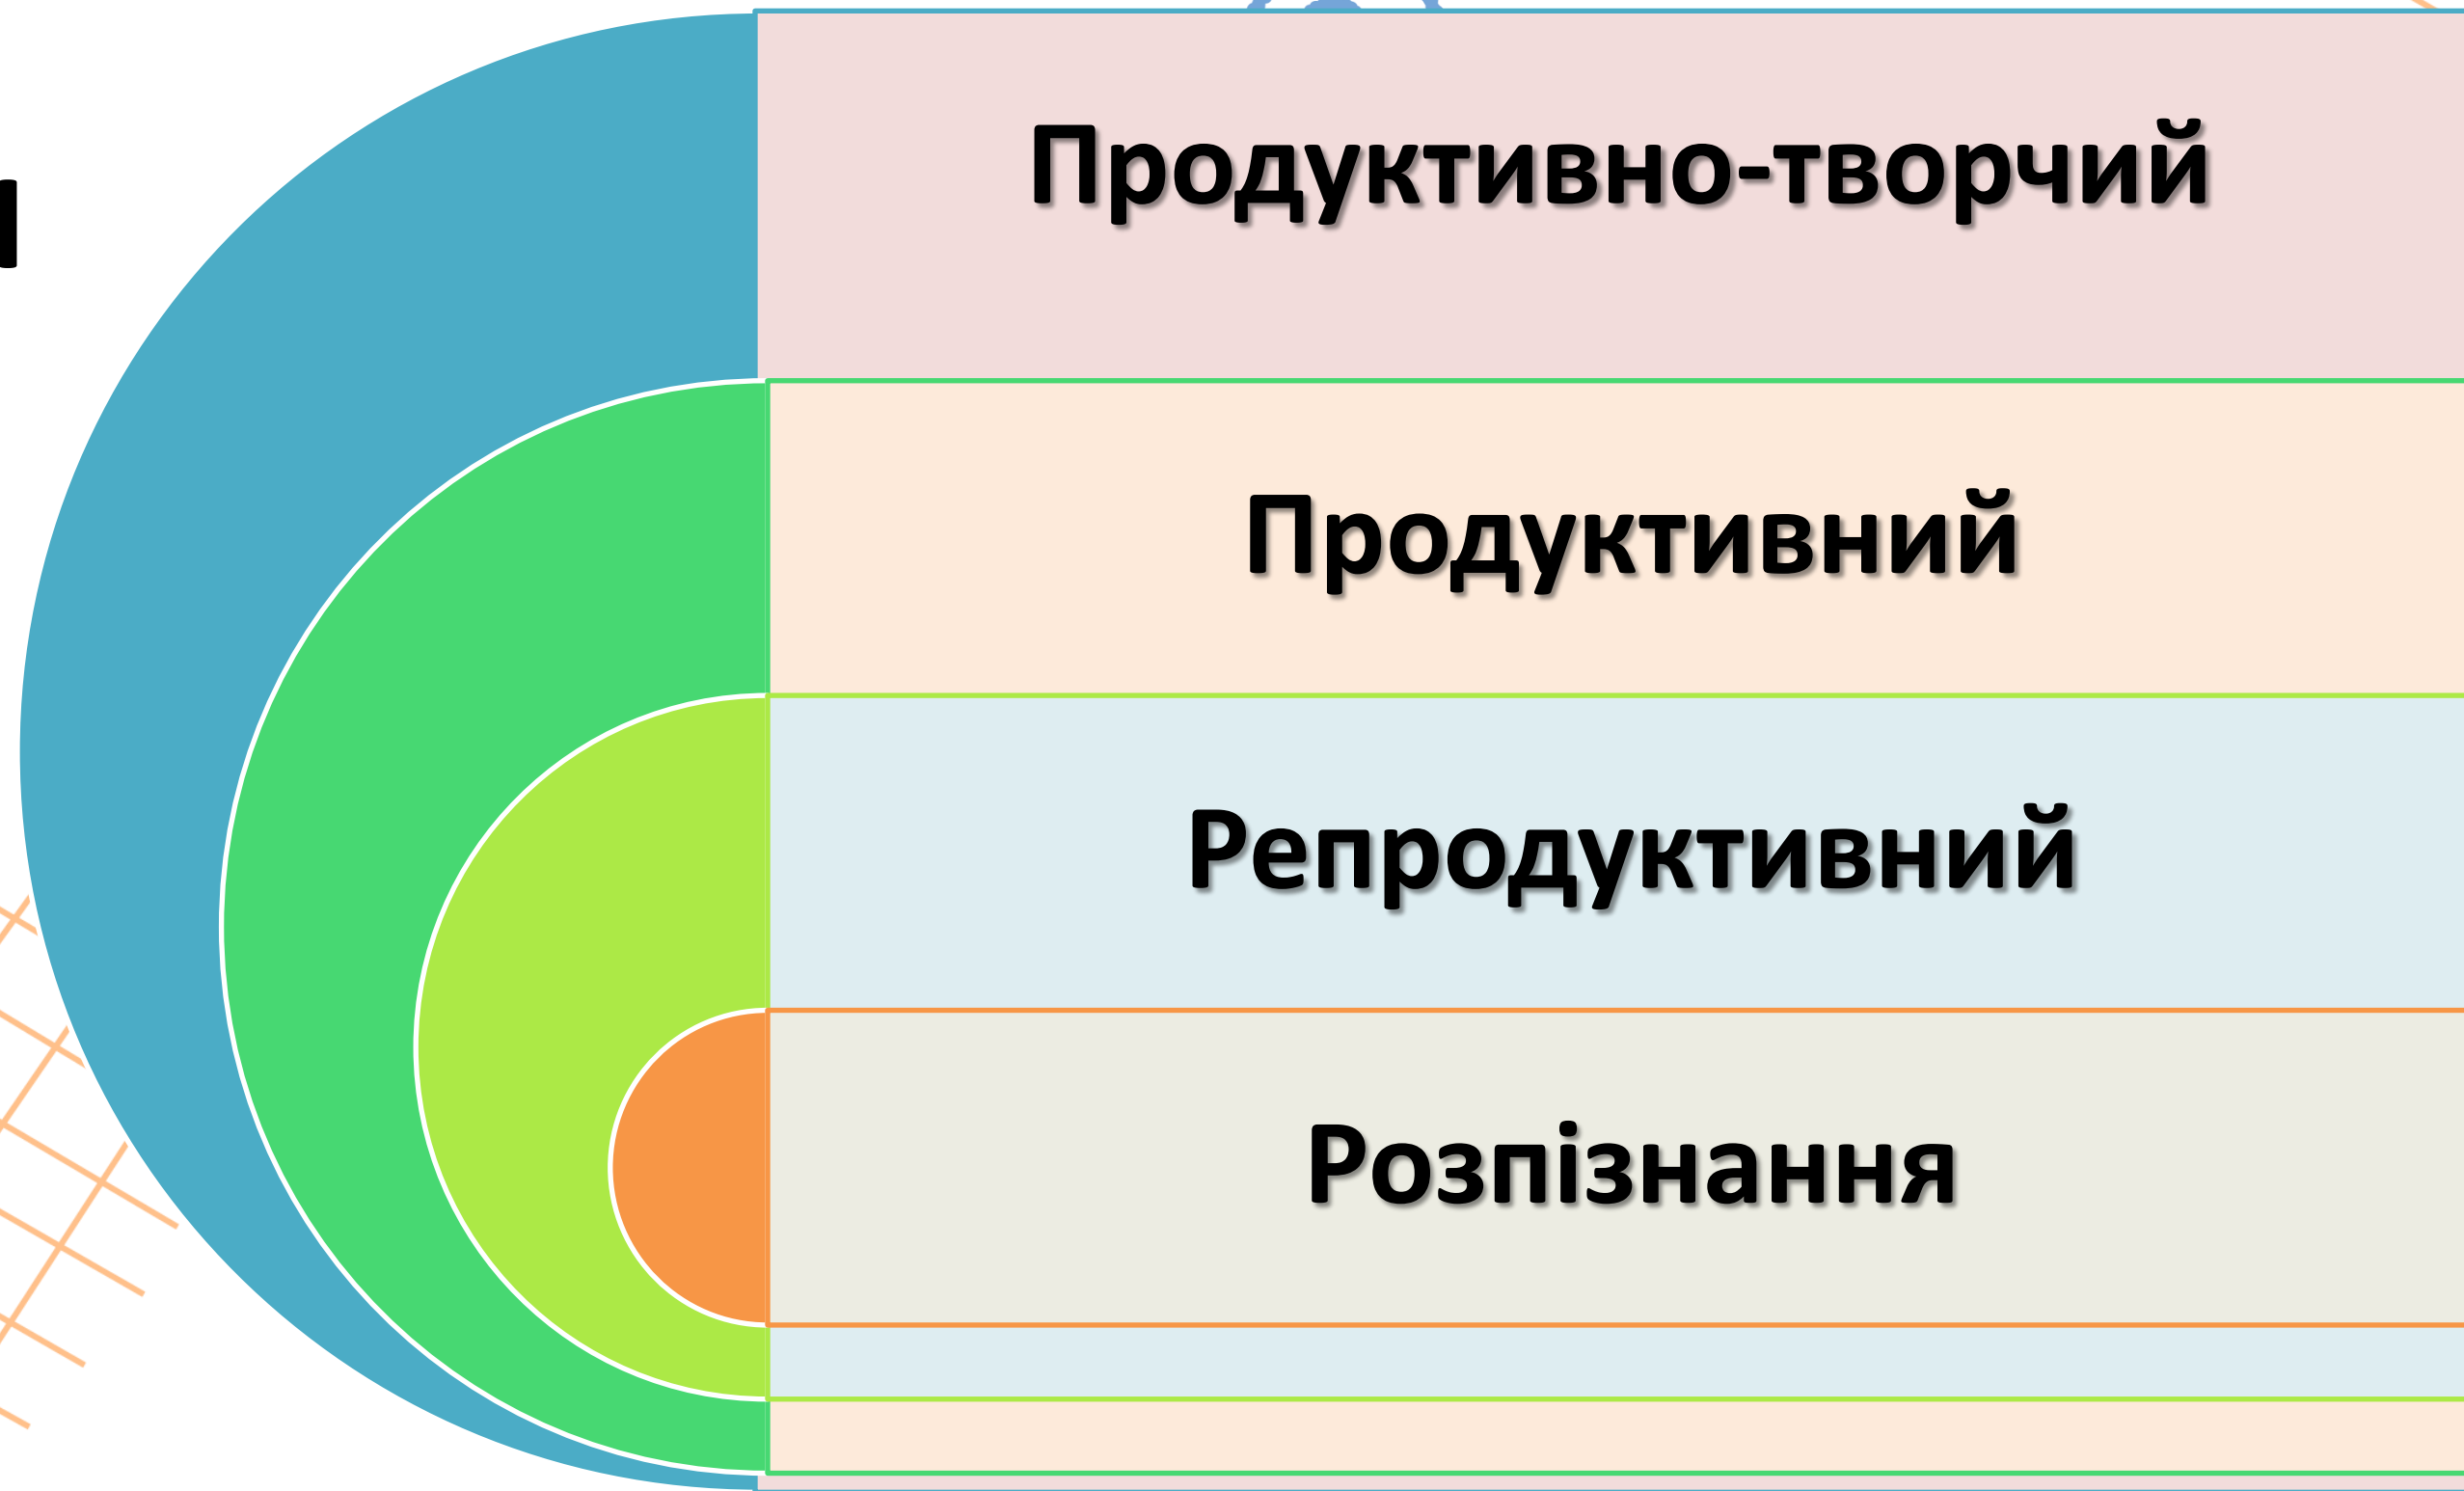 Продуктивно-творчий
Продуктивний
Репродуктивний
Розпізнання